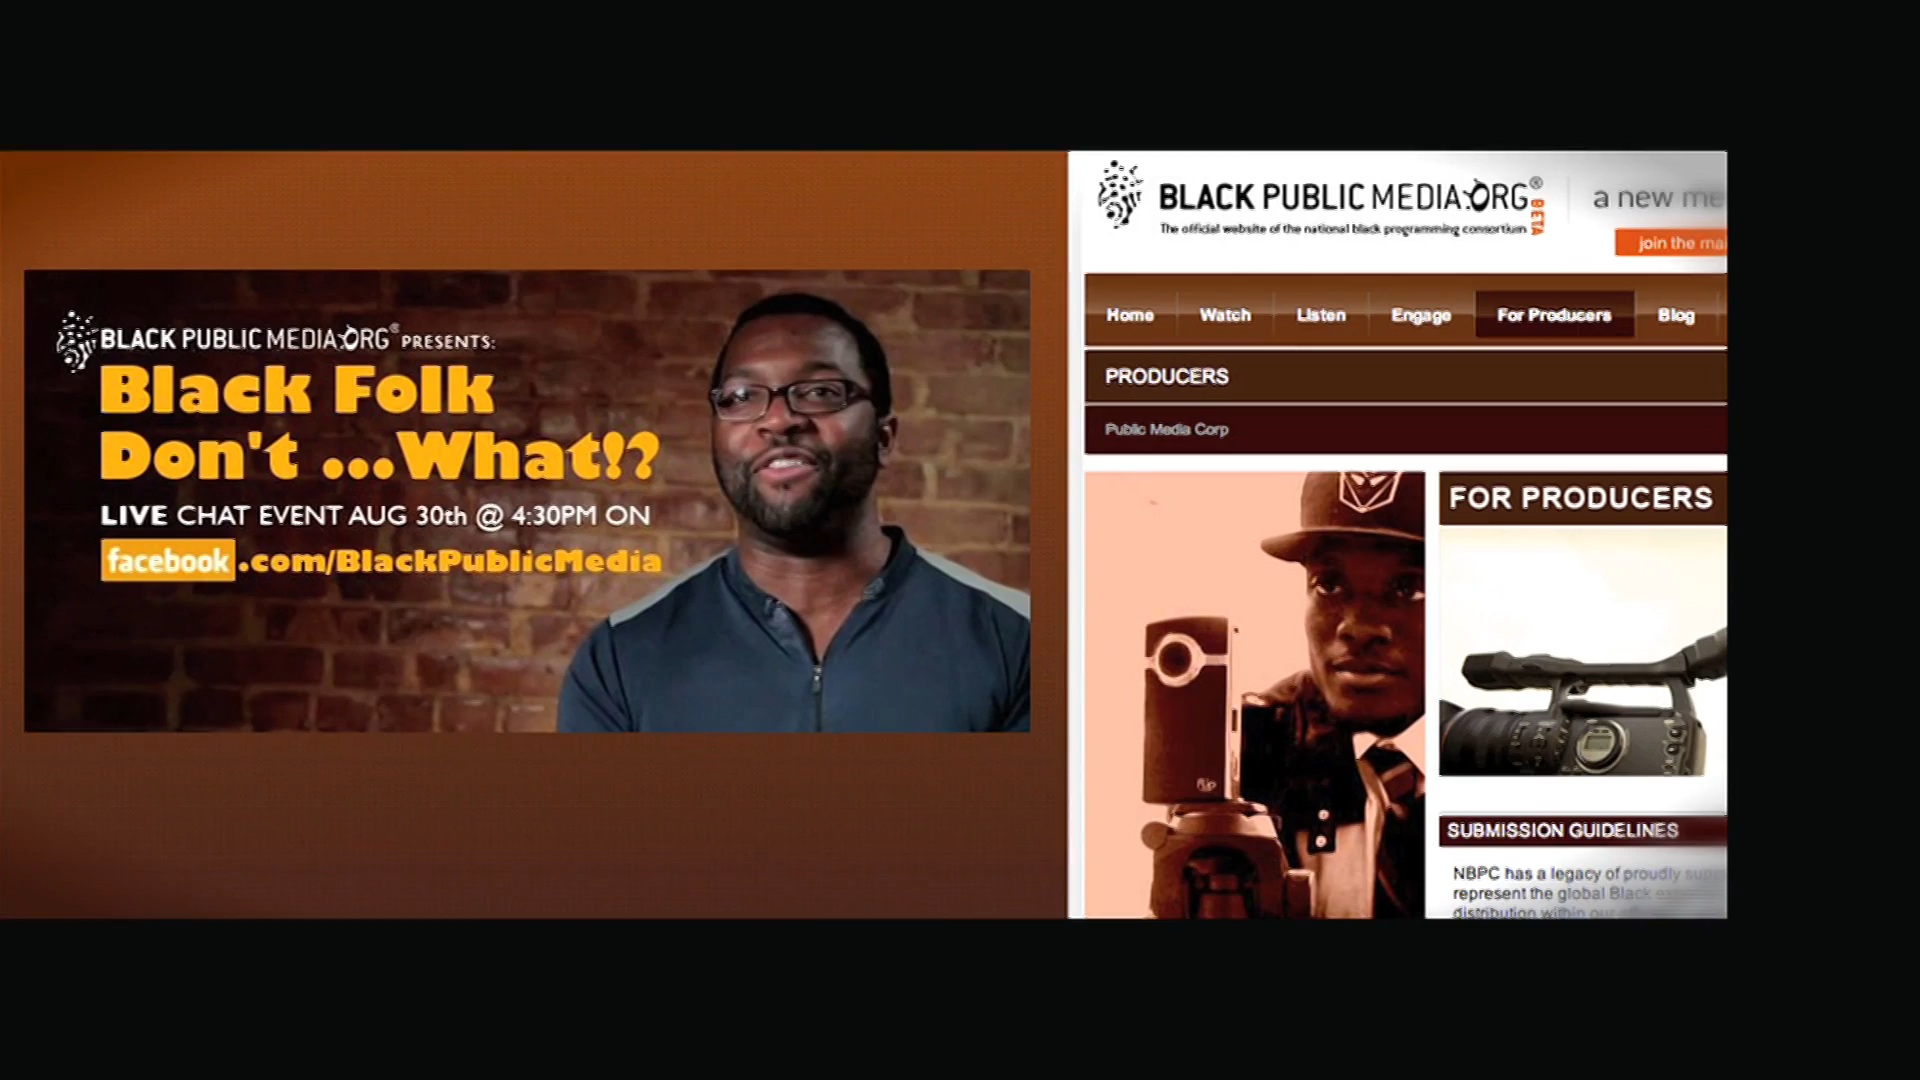 BLACK PUBLIC MEDIA.ORG® PRESENTS:
Black Folk
Don't ...What!?
LIVE CHAT EVENT AUG 30th @ 4:30PM ON
facebook.com/BlackPublicMedia
BLACK PUBLIC MEDIA.ORG® BETA
The official website of the national black programming consortium
a new me
join the ma
Home Watch Listen Engage For Producers Blog
PRODUCERS
Public Media Corp
FOR PRODUCERS
flip
SUBMISSION GUIDELINES
NBPC has a legacy of proudly
represent the global Black
distribution within our